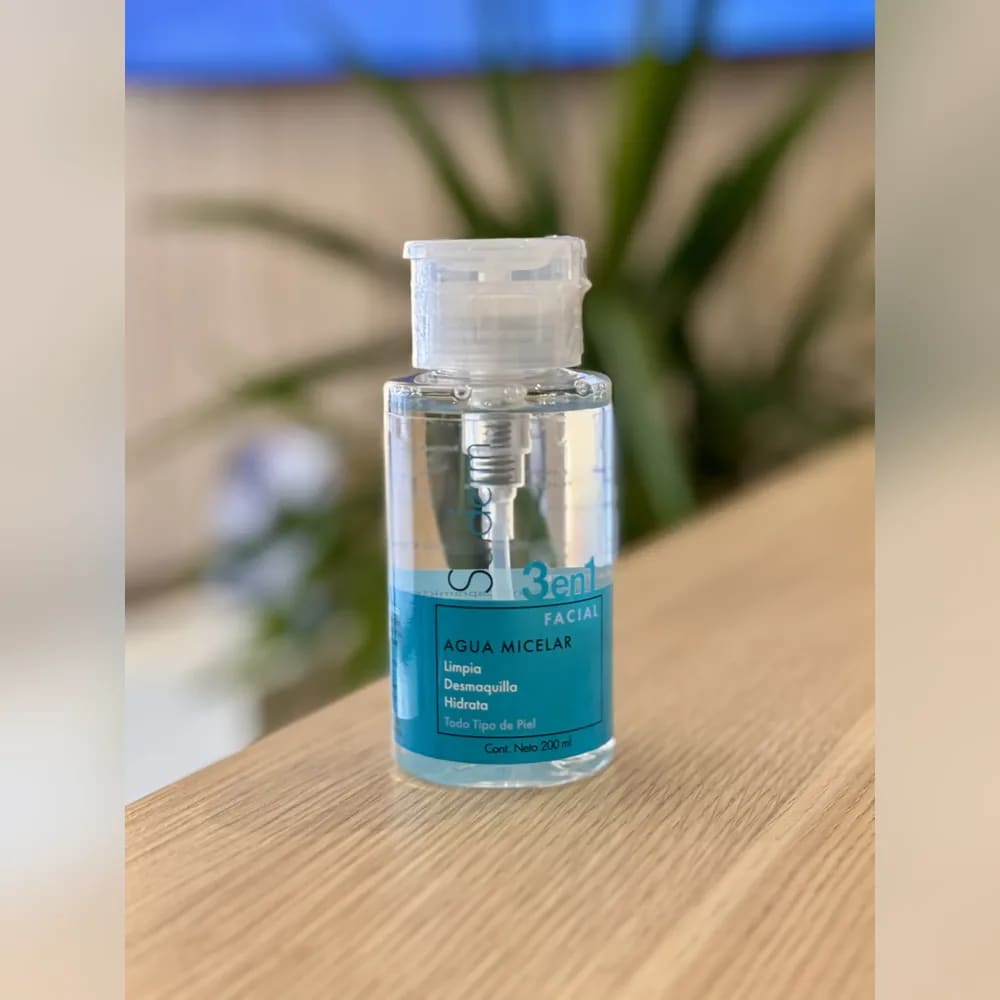 3en1
FACIAL
AGUA MICELAR
Limpia
Desmaquilla
Hidrata
Todo Tipo de Piel
Cont. Neto 200 ml